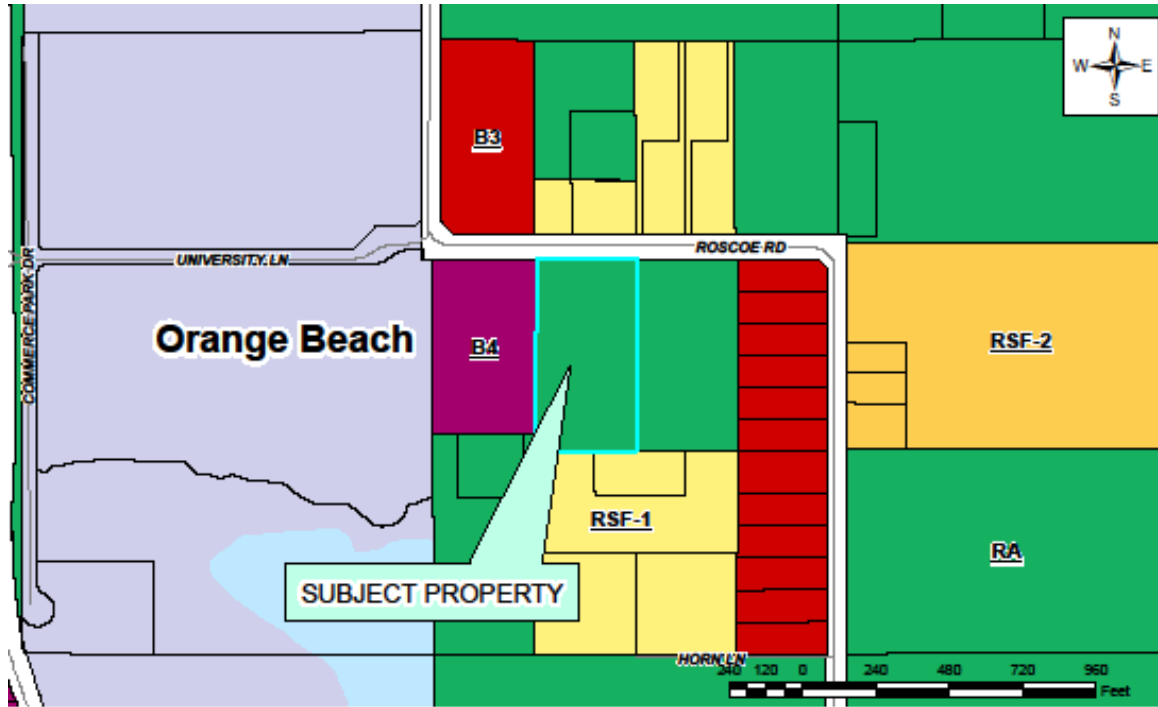 N
W E
S
B3
ROSCOE RD
UNIVERSITY LN
COMMERCE PARK DR
Orange Beach
B4
RSF-2
RSF-1
RA
SUBJECT PROPERTY
HORN LN
240 120 0 240 480 720 960
Feet